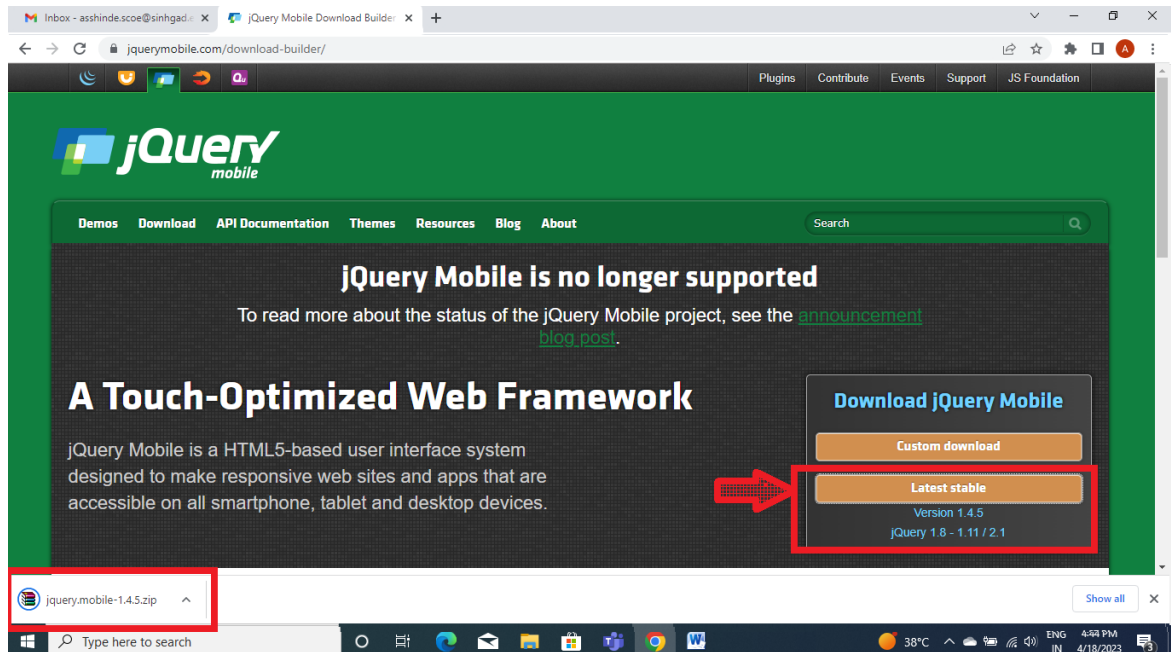 Inbox - asshinde.scoe@sinhgad.e
jQuery Mobile Download Builder
jquerymobile.com/download-builder/
A
Plugins Contribute Events Support JS Foundation
jQuery
mobile
Demos Download API Documentation Themes Resources Blog About
Search
jQuery Mobile is no longer supported
To read more about the status of the jQuery Mobile project, see the announcement
blog post.
A Touch-Optimized Web Framework
jQuery Mobile is a HTML5-based user interface system
designed to make responsive web sites and apps that are
accessible on all smartphone, tablet and desktop devices.
Download jQuery Mobile
Custom download
Latest stable
Version 1.4.5
jQuery 1.8 - 1.11 / 2.1
jquery.mobile-1.4.5.zip
Show all
Type here to search
38°C
ENG
IN
4:44 PM
4/18/2023
3